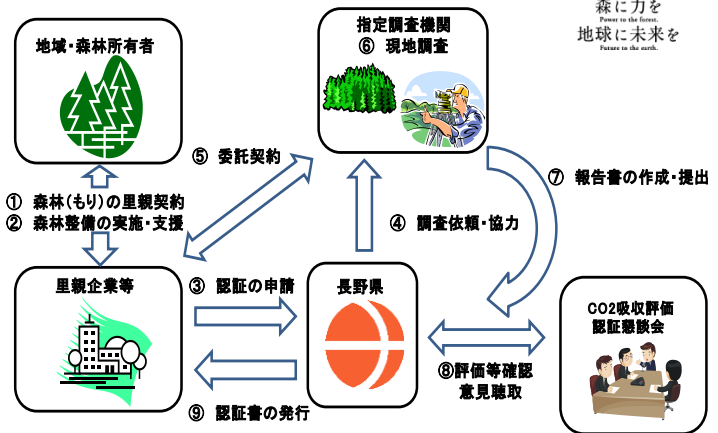 森に力を
Power to the forest.
地球に未来を
Future to the earth.
地域・森林所有者
指定調査機関
⑥ 現地調査
⑤ 委託契約
⑦ 報告書の作成・提出
① 森林(もり)の里親契約
② 森林整備の実施・支援
④ 調査依頼・協力
里親企業等
③ 認証の申請
長野県
CO2吸収評価
認証懇談会
⑧評価等確認
意見聴取
⑨ 認証書の発行